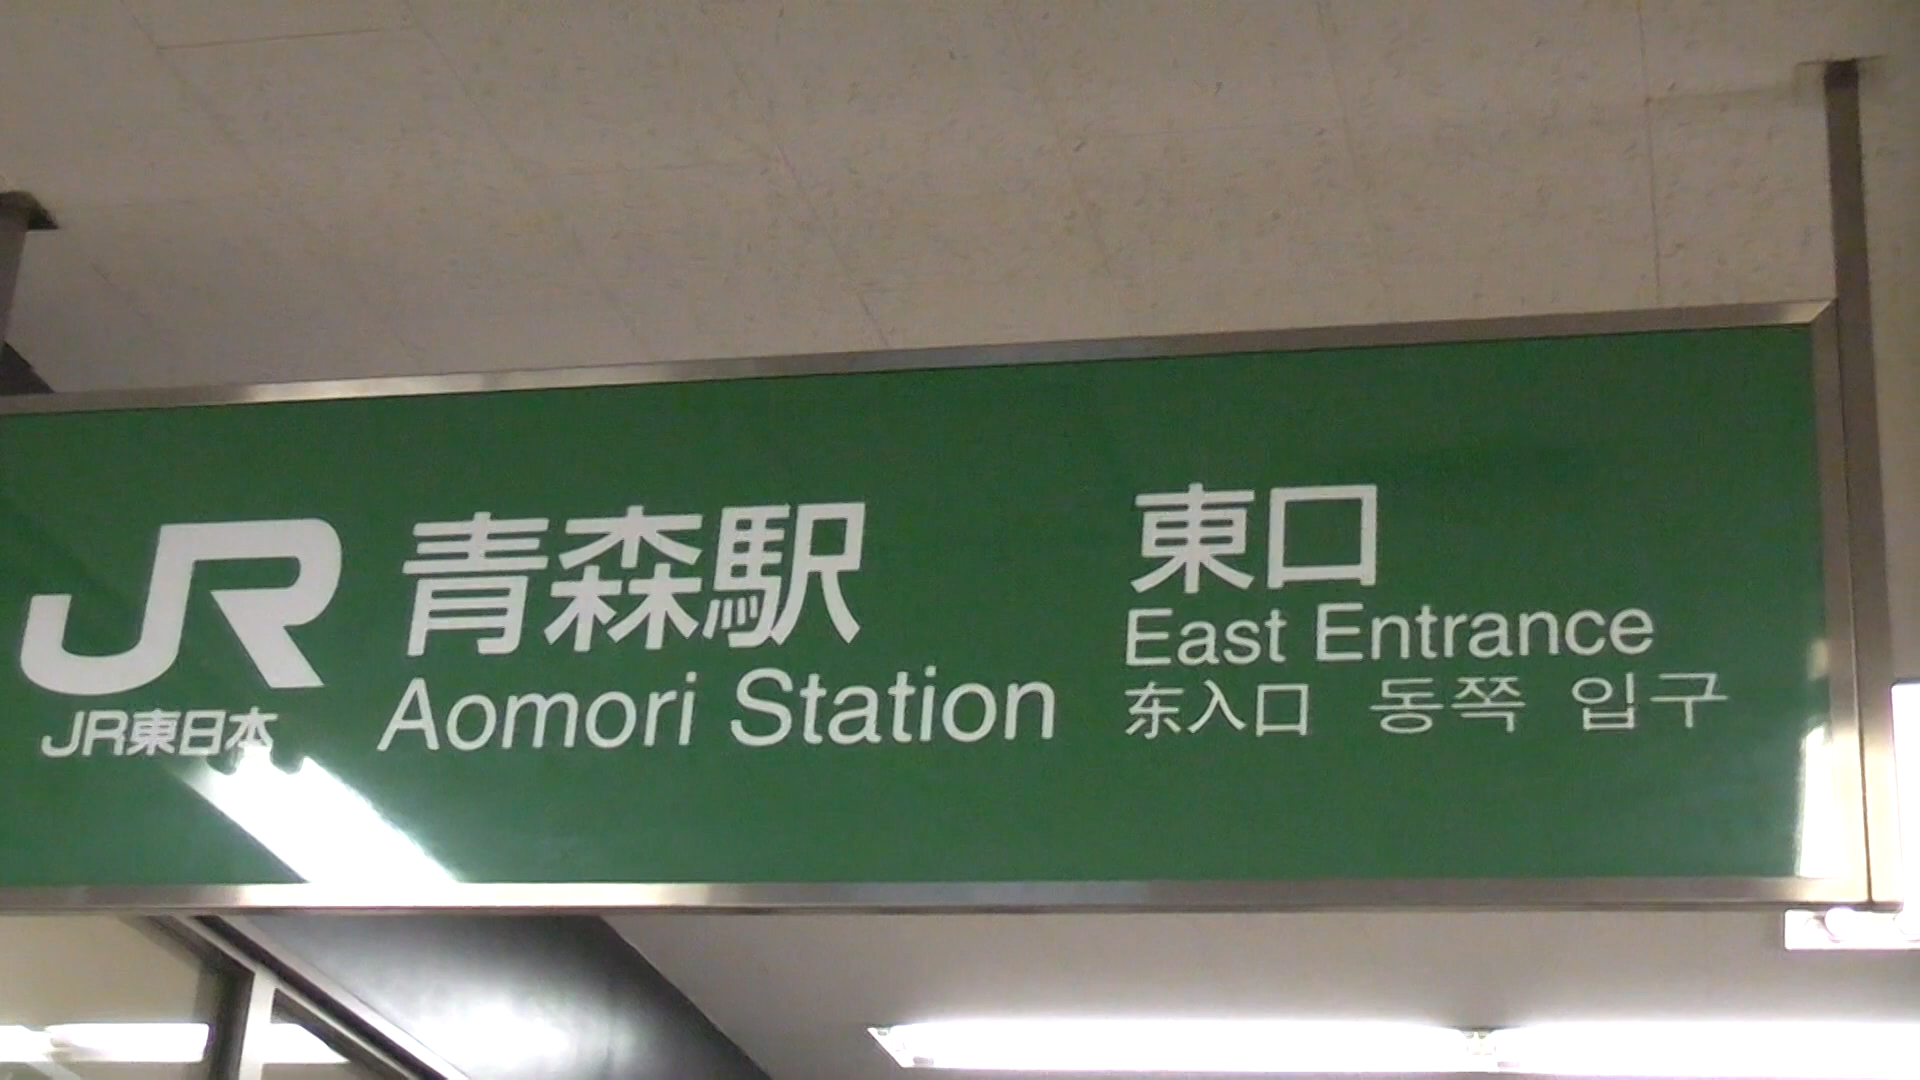 JR
JR東日本
青森駅
Aomori Station
東口
East Entrance
东入口 동쪽 입구